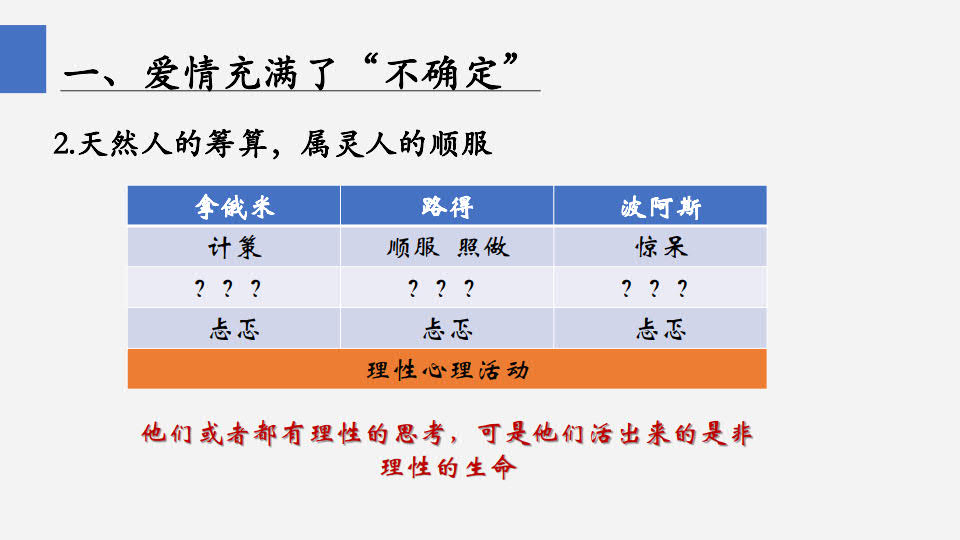 一、爱情充满了“不确定”
2.天然人的筹算，属灵人的顺服
拿俄米 路得 波阿斯
计策 顺服 照做 惊呆
？？？ ？？？ ？？？
忐忑 忐忑 忐忑
理性心理活动
他们或者都有理性的思考，可是他们活出来的是非
理性的生命